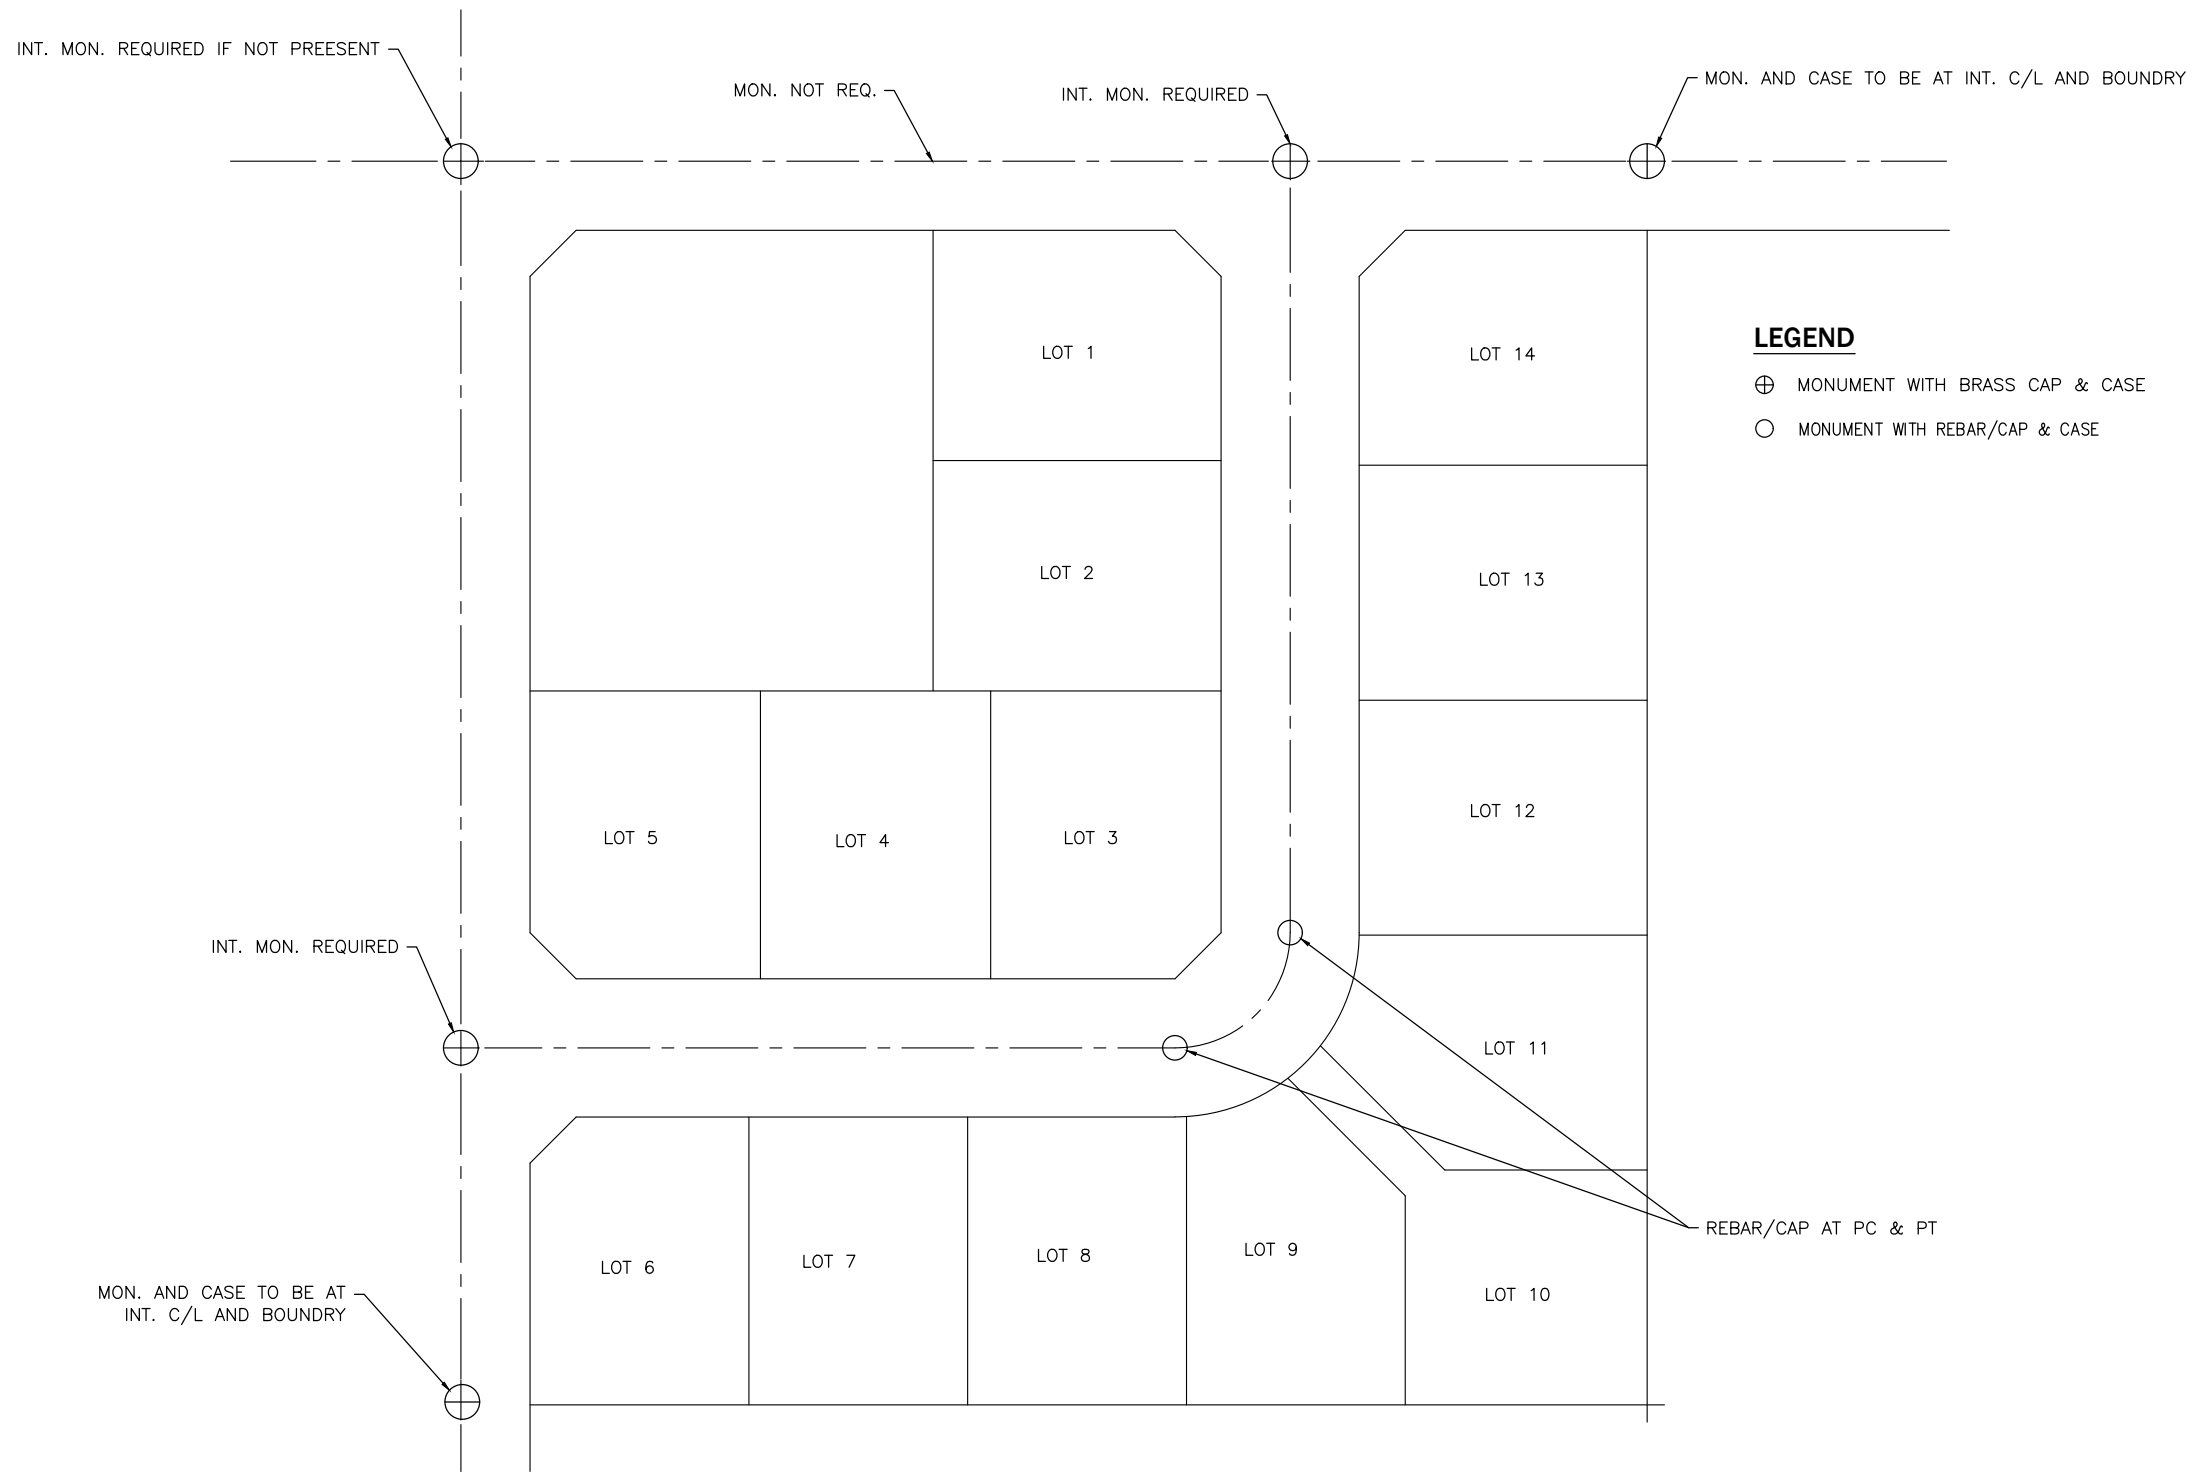 INT. MON. REQUIRED IF NOT PREESENT
MON. NOT REQ.
INT. MON. REQUIRED
MON. AND CASE TO BE AT INT. C/L AND BOUNDRY
LEGEND
MONUMENT WITH BRASS CAP & CASE
MONUMENT WITH REBAR/CAP & CASE
LOT 1
LOT 14
LOT 2
LOT 13
LOT 5
LOT 4
LOT 3
LOT 12
INT. MON. REQUIRED
LOT 11
REBAR/CAP AT PC & PT
LOT 6
LOT 7
LOT 8
LOT 9
LOT 10
MON. AND CASE TO BE AT
INT. C/L AND BOUNDRY